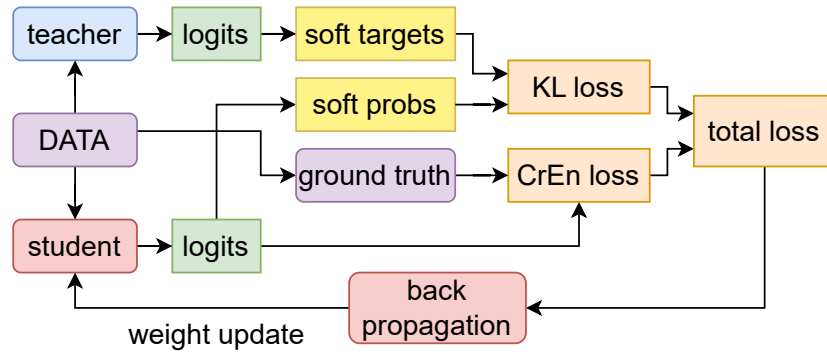 teacher
logits
soft targets
soft probs
KL loss
DATA
total loss
ground truth
CrEn loss
student
logits
back
propagation
weight update